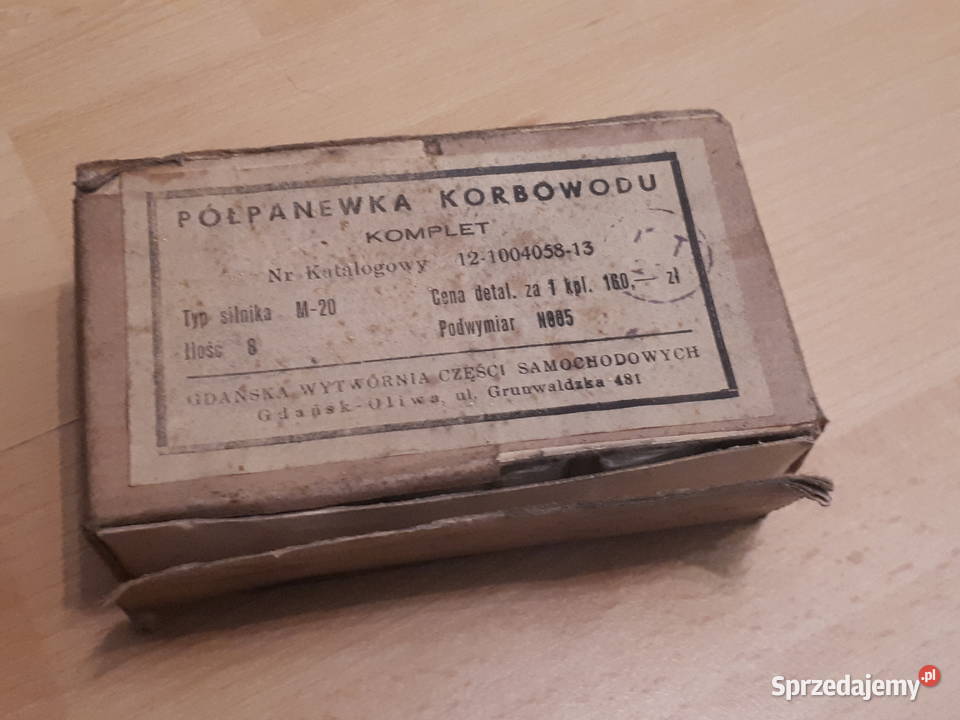 PÓŁPANEWKA KORBOWODU
KOMPLET
Nr Katalogowy 12-1004058-13
Typ silnika M-20 Cena detal. za 1 kpl. 160,— zł
Ilość 8 Podwymiar N005
GDAŃSKA WYTWÓRNIA CZĘŚCI SAMOCHODOWYCH
Gdańsk-Oliwa, ul. Grunwaldzka 481
Sprzedajemy.pl